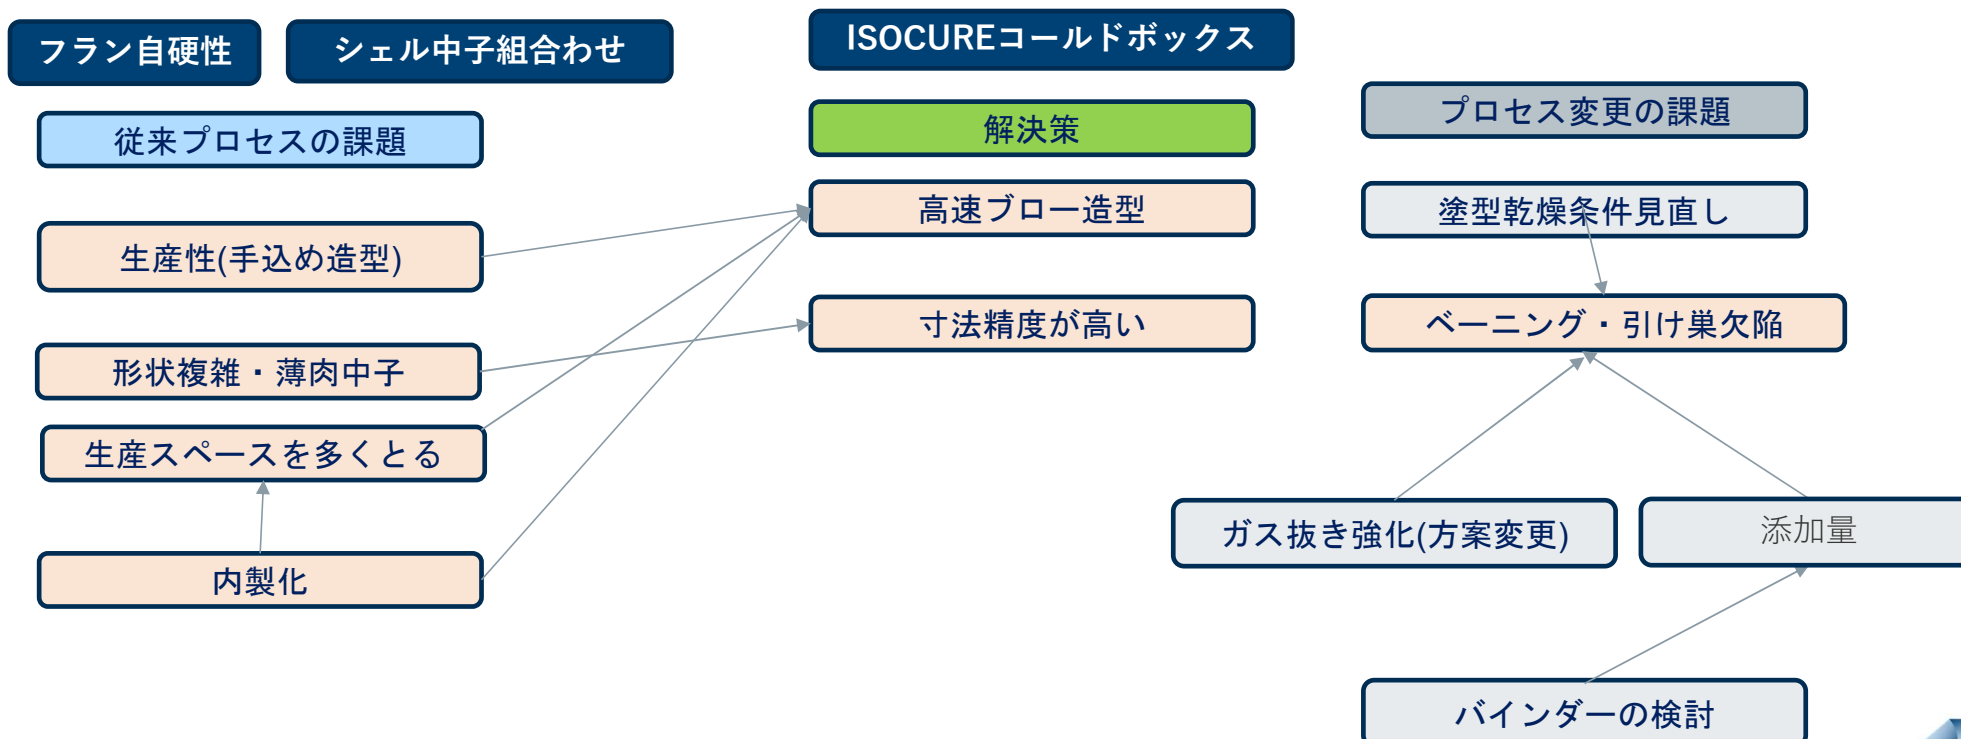 フラン自硬性
シェル中子組合わせ
ISOCUREコールドボックス
従来プロセスの課題
解決策
プロセス変更の課題
生産性(手込め造型)
高速ブロー造型
塗型乾燥条件見直し
形状複雑・薄肉中子
寸法精度が高い
ベーニング・引け巣欠陥
生産スペースを多くとる
内製化
ガス抜き強化(方案変更)
添加量
バインダーの検討